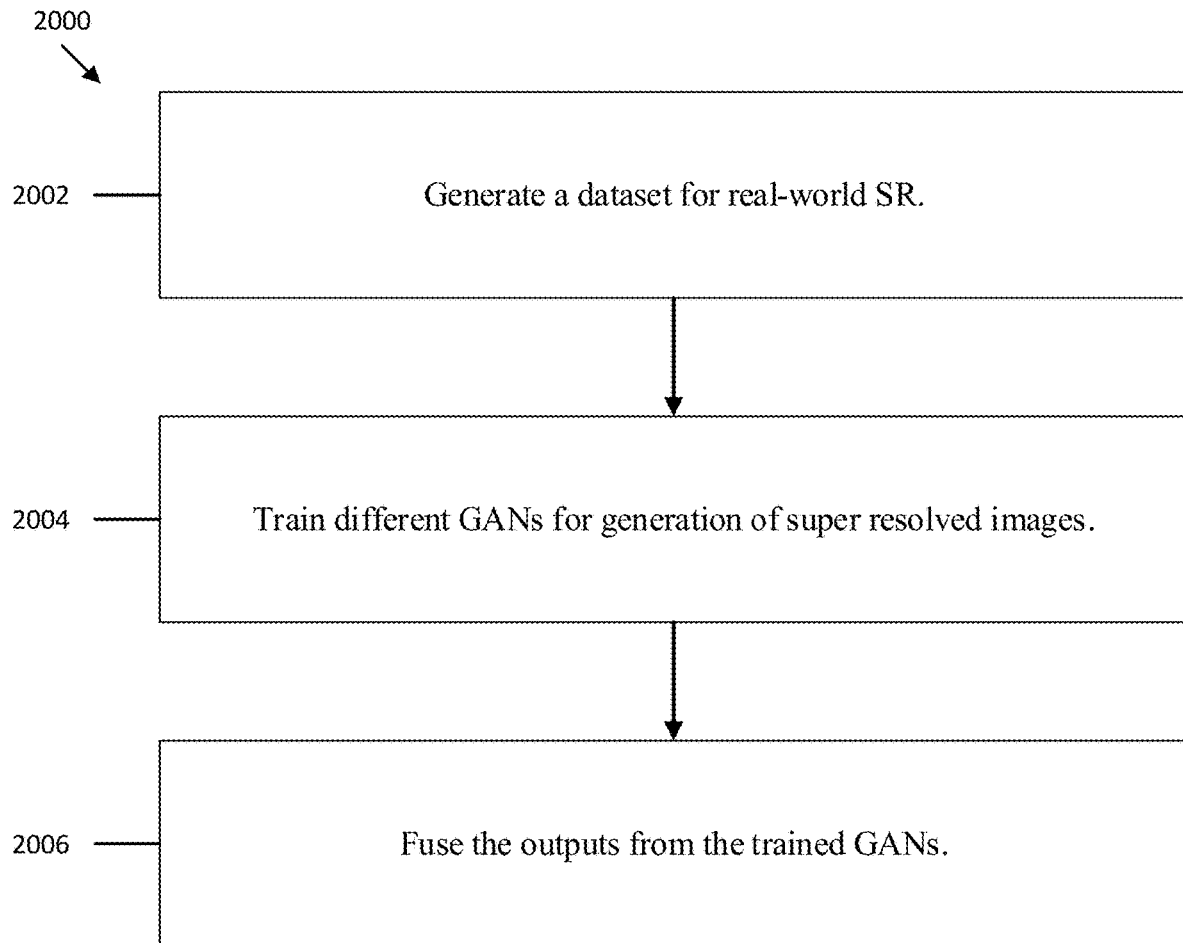 2000
2002
Generate a dataset for real-world SR.
2004
Train different GANs for generation of super resolved images.
2006
Fuse the outputs from the trained GANs.